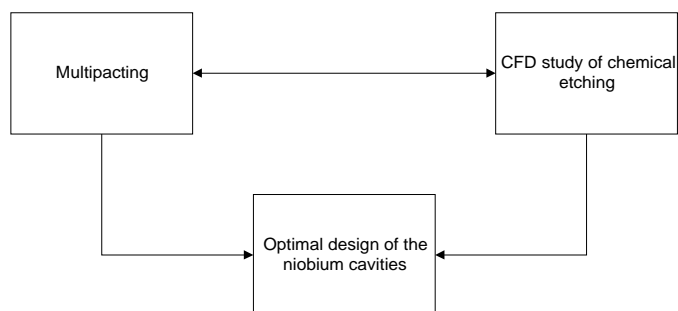 Multipacting
CFD study of chemical
etching
Optimal design of the
niobium cavities